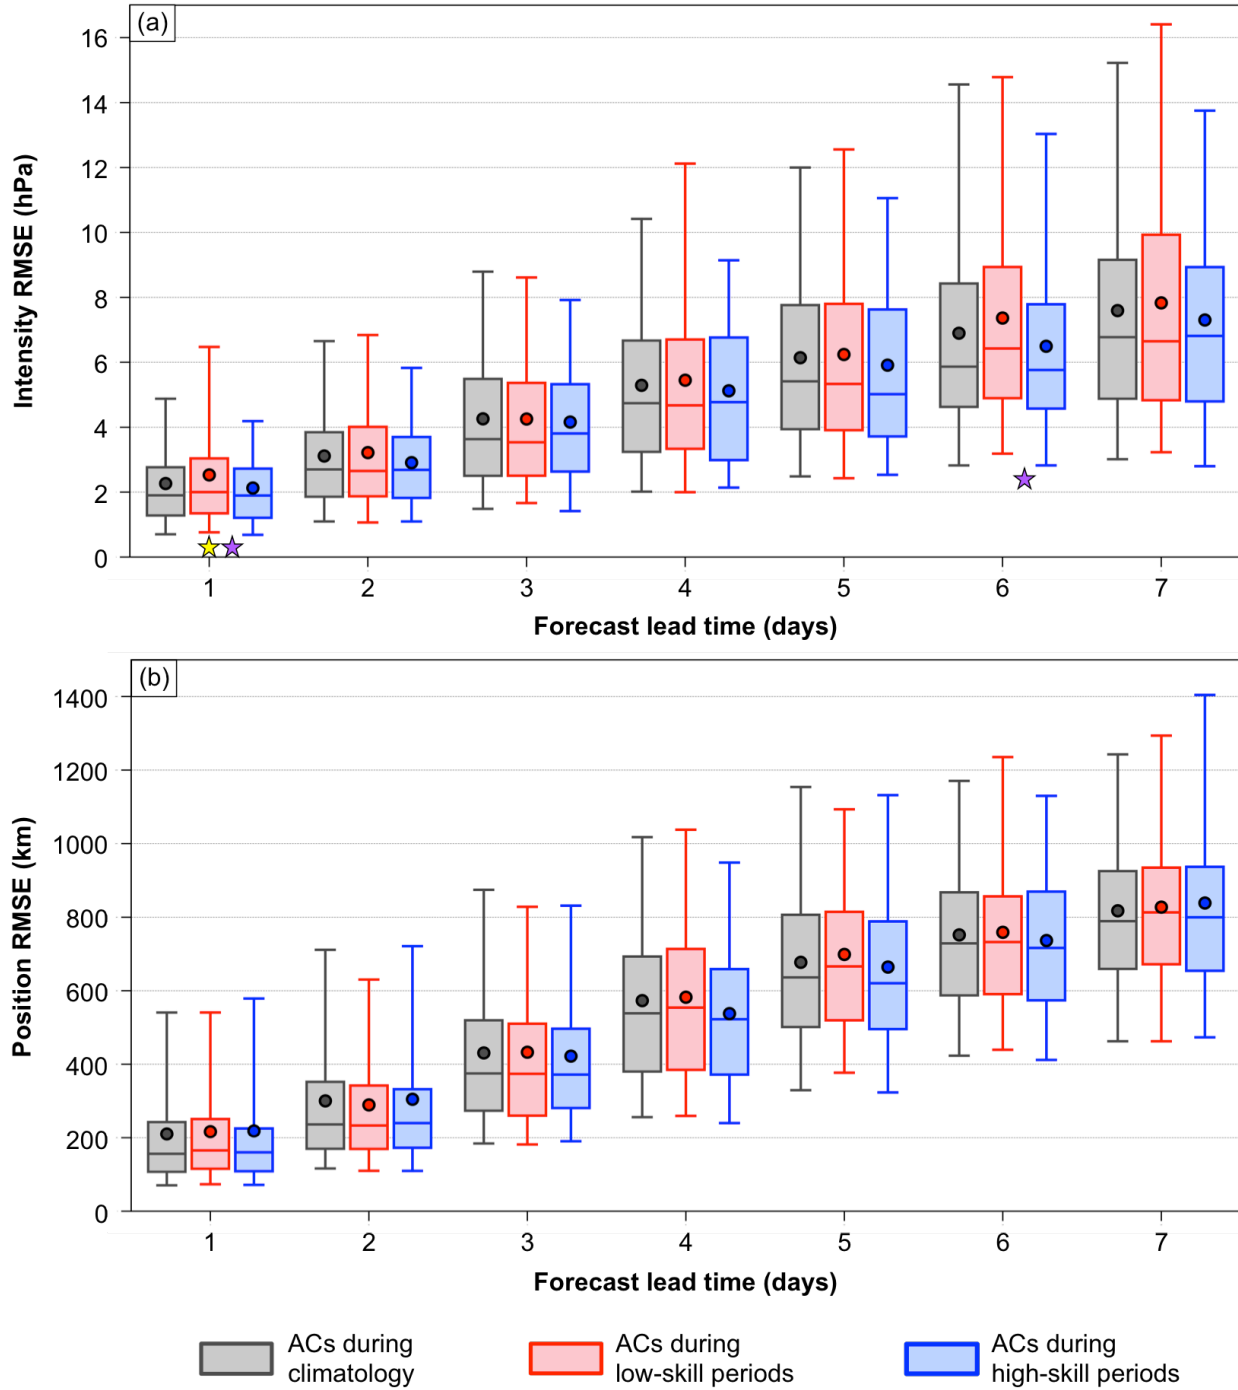 (a)
Intensity RMSE (hPa)
16
14
12
10
8
6
4
2
0
1 2 3 4 5 6 7
Forecast lead time (days)
(b)
Position RMSE (km)
1400
1200
1000
800
600
400
200
0
1 2 3 4 5 6 7
Forecast lead time (days)
ACs during
climatology
ACs during
low-skill periods
ACs during
high-skill periods